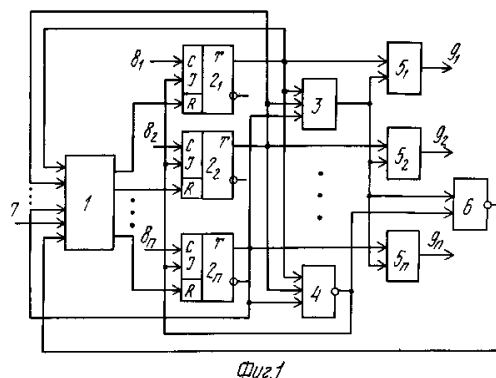 8₁ C T 2₁ D R
5₁ 9₁
3
8₂ C T 2₂ D R
5₂ 9₂
7 1
6
8ₙ C T 2ₙ D R
5ₙ 9ₙ
4
Фиг.1